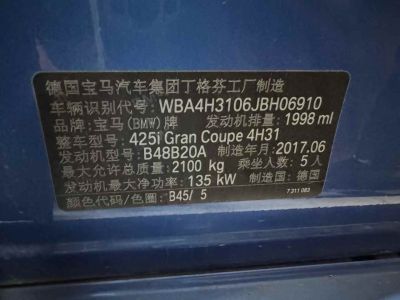 德国宝马汽车集团丁格芬工厂制造
车辆识别代号: WBA4H3106JBH06910
品牌: 宝马(BMW)牌 发动机排量: 1998 ml
整车型号: 425i Gran Coupe 4H31
发动机型号: B48B20A 制造年月: 2017.06
最大允许总质量: 2100 kg 乘坐人数: 5 人
发动机最大净功率: 135 kW 制造国: 德国
颜色代码/色圈: B45/ 5 7 311 083